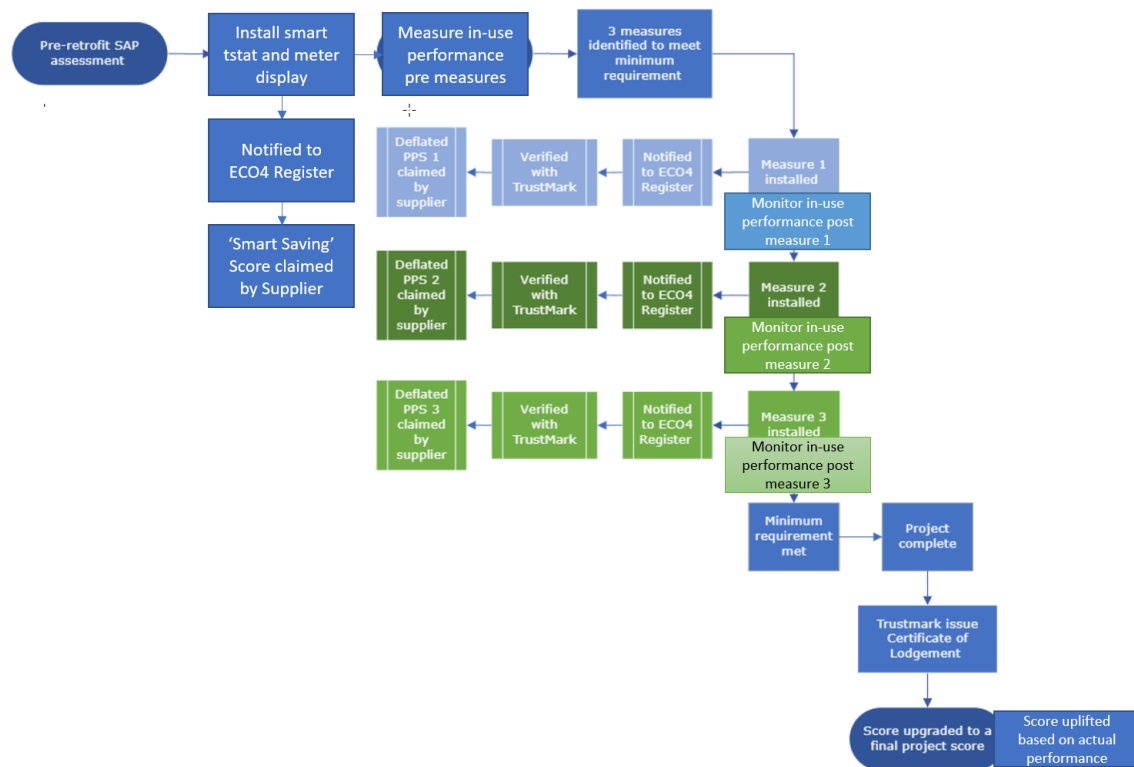 Pre-retrofit SAP
assessment
Install smart
tstat and meter
display
Measure in-use
performance
pre measures
3 measures
identified to meet
minimum
requirement
Notified to
ECO4 Register
‘Smart Saving’
Score claimed
by Supplier
Deflated
PPS 1
claimed
by
supplier
Verified
with
TrustMark
Notified
to ECO4
Register
Measure 1
installed
Monitor in-use
performance post
measure 1
Deflated
PPS 2
claimed
by
supplier
Verified
with
TrustMark
Notified
to ECO4
Register
Measure 2
installed
Monitor in-use
performance post
measure 2
Deflated
PPS 3
claimed
by
supplier
Verified
with
TrustMark
Notified
to ECO4
Register
Measure 3
installed
Monitor in-use
performance post
measure 3
Minimum
requirement
met
Project
complete
Trustmark issue
Certificate of
Lodgement
Score upgraded to a
final project score
Score uplifted
based on actual
performance